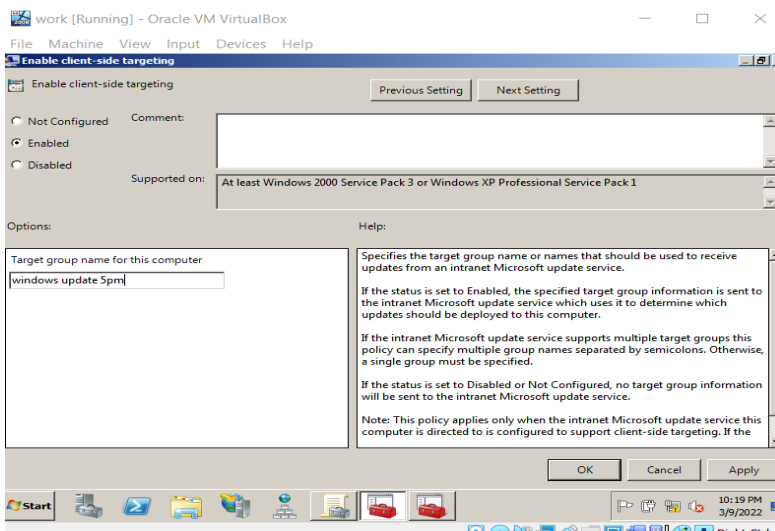 work [Running] - Oracle VM VirtualBox
File Machine View Input Devices Help
Enable client-side targeting
Enable client-side targeting
Previous Setting Next Setting
Not Configured Comment:
Enabled
Disabled
Supported on: At least Windows 2000 Service Pack 3 or Windows XP Professional Service Pack 1
Options: Help:
Target group name for this computer
windows update 5pm
Specifies the target group name or names that should be used to receive
updates from an intranet Microsoft update service.
If the status is set to Enabled, the specified target group information is sent to
the intranet Microsoft update service which uses it to determine which
updates should be deployed to this computer.
If the intranet Microsoft update service supports multiple target groups this
policy can specify multiple group names separated by semicolons. Otherwise,
a single group must be specified.
If the status is set to Disabled or Not Configured, no target group information
will be sent to the intranet Microsoft update service.
Note: This policy applies only when the intranet Microsoft update service this
computer is directed to is configured to support client-side targeting. If the
OK Cancel Apply
Start 10:19 PM
3/9/2022